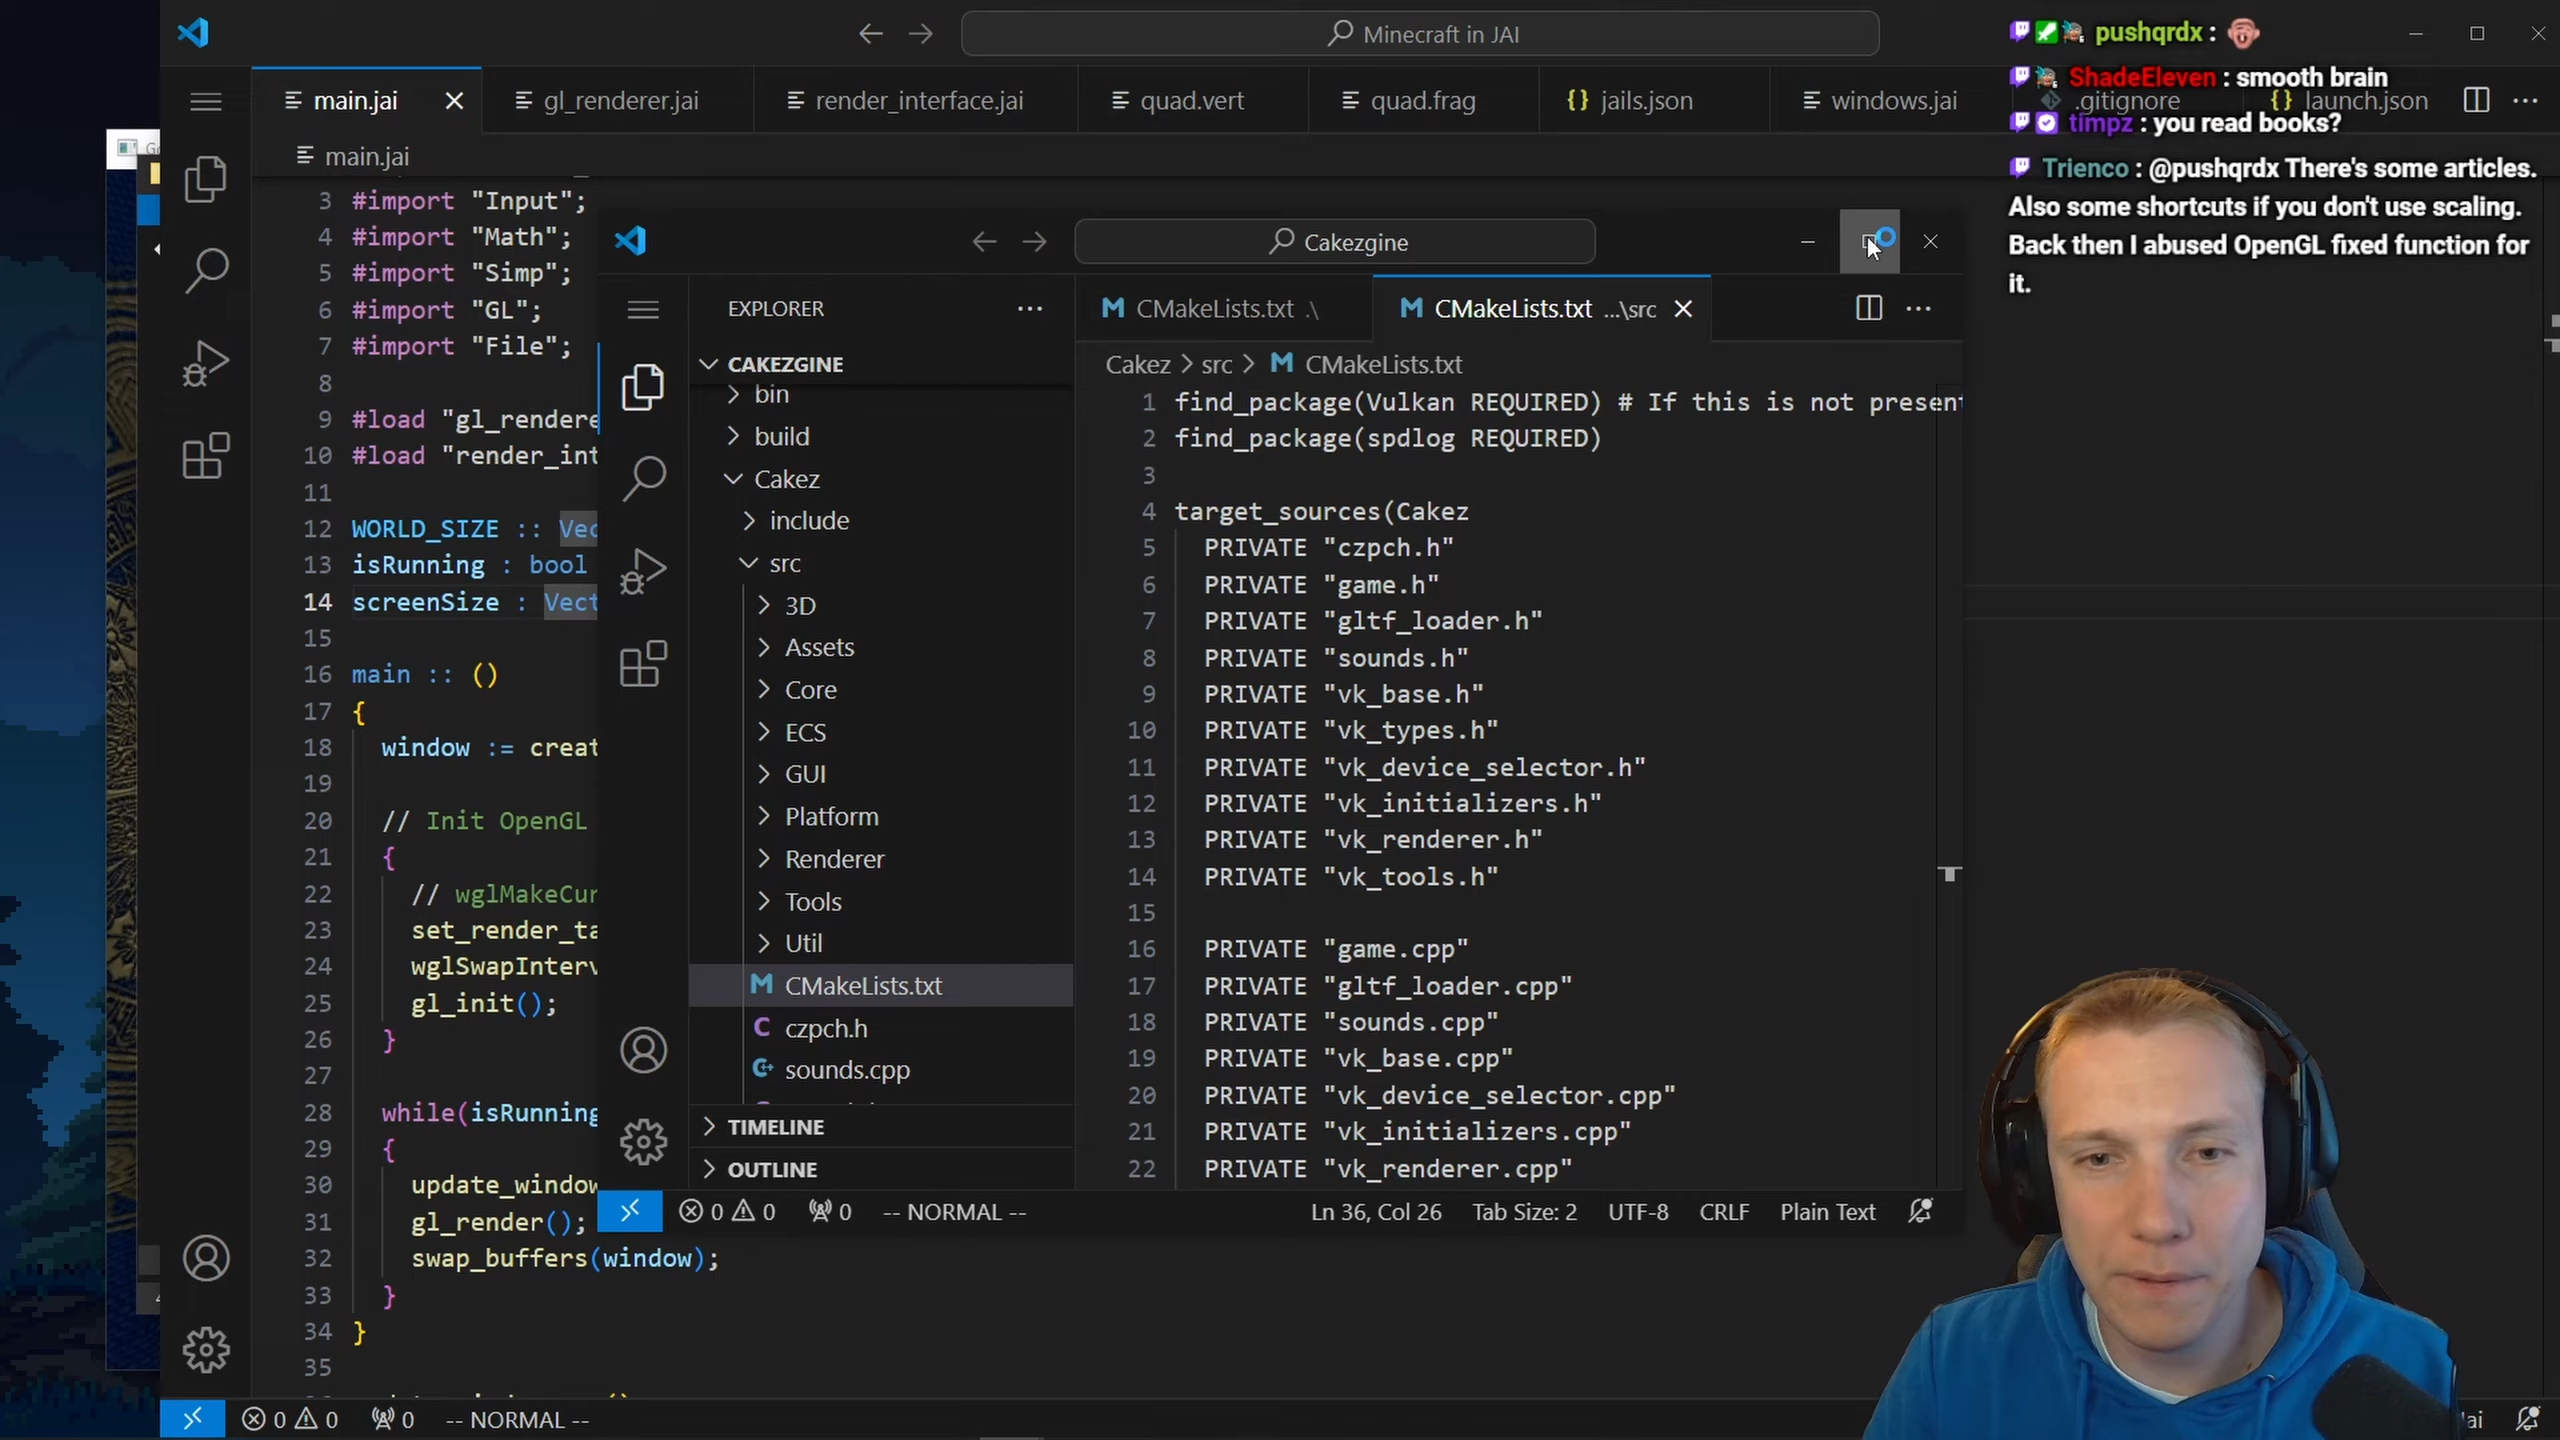 Minecraft in JAI
main.jai
gl_renderer.jai
render_interface.jai
quad.vert
quad.frag
{} jails.json
windows.jai
.gitignore
{} launch.json
main.jai
3 #import "Input";
4 #import "Math";
5 #import "Simp";
6 #import "GL";
7 #import "File";
8
9 #load "gl_rendere
10 #load "render_int
11
12 WORLD_SIZE :: Vec
13 isRunning : bool
14 screenSize : Vect
15
16 main :: ()
17 {
18 window := creat
19
20 // Init OpenGL
21 {
22 // wglMakeCur
23 set_render_ta
24 wglSwapInterv
25 gl_init();
26 }
27
28 while(isRunning
29 {
30 update_window
31 gl_render();
32 swap_buffers(window);
33 }
34 }
35
0 0 0 -- NORMAL --
Cakezgine
EXPLORER
CAKEZGINE
bin
build
Cakez
include
src
3D
Assets
Core
ECS
GUI
Platform
Renderer
Tools
Util
M CMakeLists.txt
C czpch.h
sounds.cpp
TIMELINE
OUTLINE
M CMakeLists.txt .\
M CMakeLists.txt ...\src
Cakez > src > M CMakeLists.txt
1 find_package(Vulkan REQUIRED) # If this is not present
2 find_package(spdlog REQUIRED)
3
4 target_sources(Cakez
5 PRIVATE "czpch.h"
6 PRIVATE "game.h"
7 PRIVATE "gltf_loader.h"
8 PRIVATE "sounds.h"
9 PRIVATE "vk_base.h"
10 PRIVATE "vk_types.h"
11 PRIVATE "vk_device_selector.h"
12 PRIVATE "vk_initializers.h"
13 PRIVATE "vk_renderer.h"
14 PRIVATE "vk_tools.h"
15
16 PRIVATE "game.cpp"
17 PRIVATE "gltf_loader.cpp"
18 PRIVATE "sounds.cpp"
19 PRIVATE "vk_base.cpp"
20 PRIVATE "vk_device_selector.cpp"
21 PRIVATE "vk_initializers.cpp"
22 PRIVATE "vk_renderer.cpp"
0 0 0 -- NORMAL -- Ln 36, Col 26 Tab Size: 2 UTF-8 CRLF Plain Text
pushqrdx :
ShadeEleven : smooth brain
timpz : you read books?
Trienco : @pushqrdx There's some articles.
Also some shortcuts if you don't use scaling.
Back then I abused OpenGL fixed function for
it.